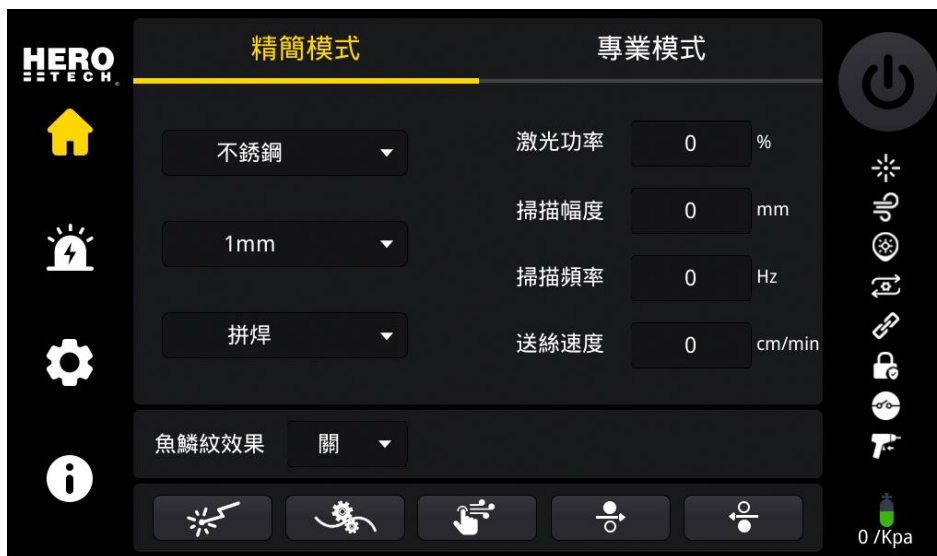 HERO
TECH
精簡模式
專業模式
不銹鋼
1mm
拼焊
激光功率 0 %
掃描幅度 0 mm
掃描頻率 0 Hz
送絲速度 0 cm/min
魚鱗紋效果 關
0 /Kpa